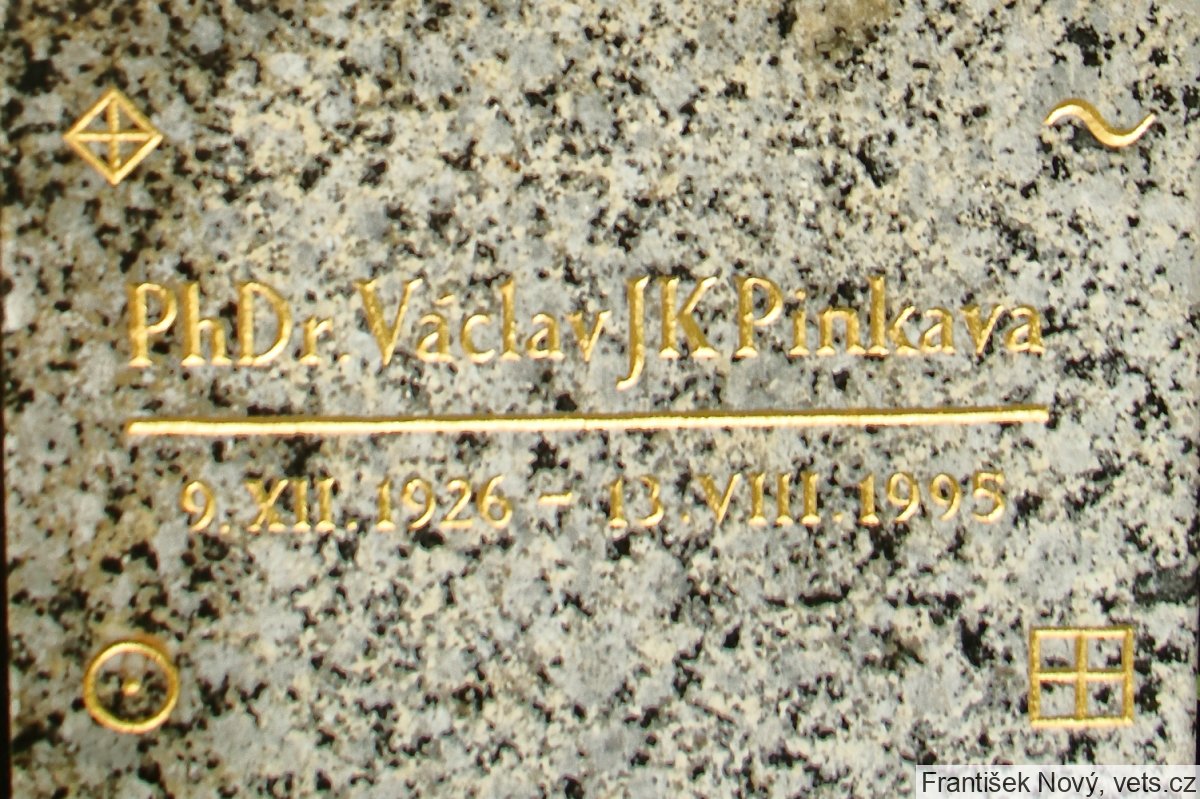 PhDr. Václav JK Pinkava
9. XII. 1926 – 13. VIII. 1995
František Nový, vets.cz